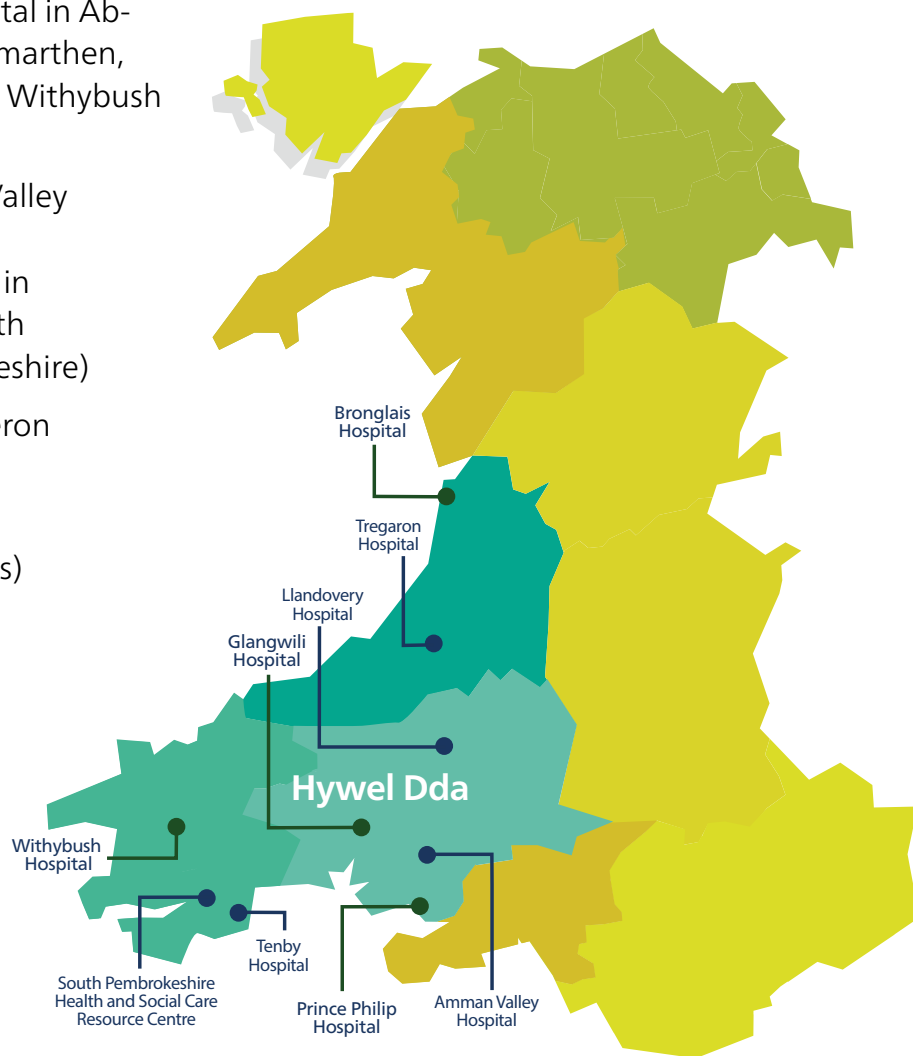 tal in Ab-
marthen,
Withybush
Valley
in
th
eshire)
eron
s)
Bronglais
Hospital
Tregaron
Hospital
Llandovery
Hospital
Glangwili
Hospital
Hywel Dda
Withybush
Hospital
Tenby
Hospital
South Pembrokeshire
Health and Social Care
Resource Centre
Prince Philip
Hospital
Amman Valley
Hospital